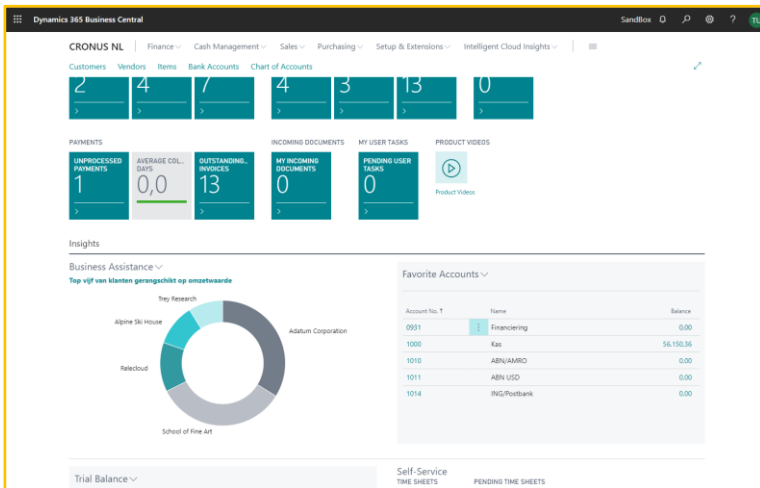 Dynamics 365 Business Central
SandBox
?
TU
CRONUS NL
Finance
Cash Management
Sales
Purchasing
Setup & Extensions
Intelligent Cloud Insights
Customers
Vendors
Items
Bank Accounts
Chart of Accounts
2
4
7
4
3
13
0
>
>
>
>
>
>
>
PAYMENTS
INCOMING DOCUMENTS
MY USER TASKS
PRODUCT VIDEOS
UNPROCESSED
PAYMENTS
1
>
AVERAGE COL...
DAYS
0,0
OUTSTANDING...
INVOICES
13
>
MY INCOMING
DOCUMENTS
0
>
PENDING USER
TASKS
0
>
Product Videos
Insights
Business Assistance
Top vijf van klanten gerangschikt op omzetwaarde
Trey Research
Alpine Ski House
Adatum Corporation
Relecloud
School of Fine Art
Favorite Accounts
Account No. ↑ Name Balance
0931 Financiering 0.00
1000 Kas 56.150,36
1010 ABN/AMRO 0.00
1011 ABN USD 0.00
1014 ING/Postbank 0.00
Trial Balance
Self-Service
TIME SHEETS
PENDING TIME SHEETS